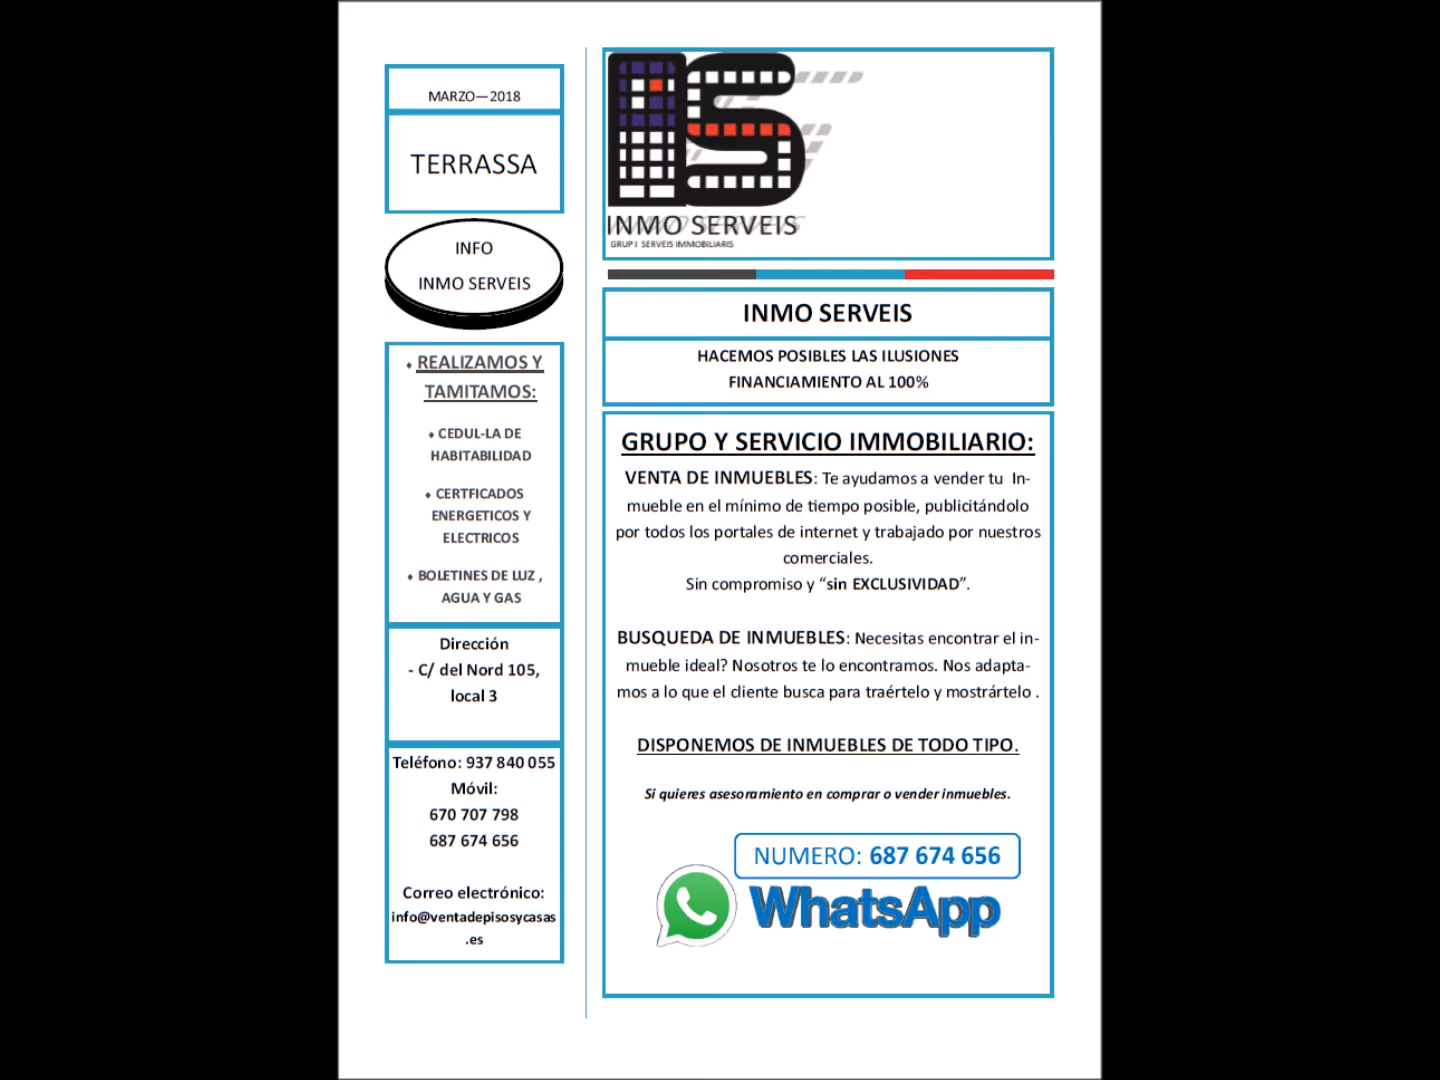 MARZO—2018
TERRASSA
INFO
INMO SERVEIS
♦ REALIZAMOS Y
TAMITAMOS:
♦ CEDUL-LA DE
HABITABILIDAD
♦ CERTFICADOS
ENERGETICOS Y
ELECTRICOS
♦ BOLETINES DE LUZ ,
AGUA Y GAS
Dirección
- C/ del Nord 105,
local 3
Teléfono: 937 840 055
Móvil:
670 707 798
687 674 656
Correo electrónico:
info@ventadepisosycasas
.es
IS
INMO SERVEIS
GRUP I SERVEIS IMMOBILIARIS
INMO SERVEIS
HACEMOS POSIBLES LAS ILUSIONES
FINANCIAMIENTO AL 100%
GRUPO Y SERVICIO IMMOBILIARIO:
VENTA DE INMUEBLES: Te ayudamos a vender tu In-
mueble en el mínimo de tiempo posible, publicitándolo
por todos los portales de internet y trabajado por nuestros
comerciales.
Sin compromiso y “sin EXCLUSIVIDAD”.
BUSQUEDA DE INMUEBLES: Necesitas encontrar el in-
mueble ideal? Nosotros te lo encontramos. Nos adapta-
mos a lo que el cliente busca para traértelo y mostrártelo .
DISPONEMOS DE INMUEBLES DE TODO TIPO.
Si quieres asesoramiento en comprar o vender inmuebles.
NUMERO: 687 674 656
WhatsApp